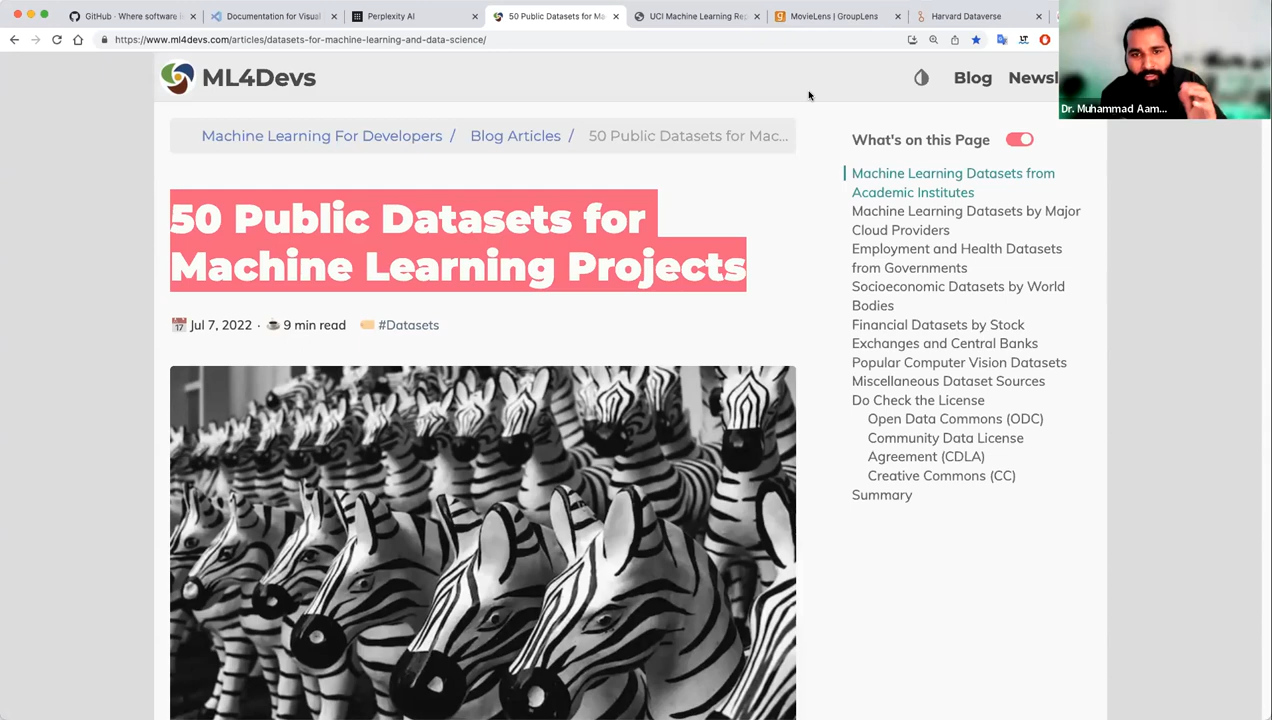 GitHub · Where software b
Documentation for Visual
Perplexity AI
50 Public Datasets for Ma
UCI Machine Learning Rep
MovieLens | GroupLens
Harvard Dataverse
https://www.ml4devs.com/articles/datasets-for-machine-learning-and-data-science/
ML4Devs
Blog
Newsl
Dr. Muhammad Aam...
Machine Learning For Developers / Blog Articles / 50 Public Datasets for Mac...
50 Public Datasets for
Machine Learning Projects
Jul 7, 2022 · 9 min read #Datasets
What's on this Page
Machine Learning Datasets from
Academic Institutes
Machine Learning Datasets by Major
Cloud Providers
Employment and Health Datasets
from Governments
Socioeconomic Datasets by World
Bodies
Financial Datasets by Stock
Exchanges and Central Banks
Popular Computer Vision Datasets
Miscellaneous Dataset Sources
Do Check the License
Open Data Commons (ODC)
Community Data License
Agreement (CDLA)
Creative Commons (CC)
Summary